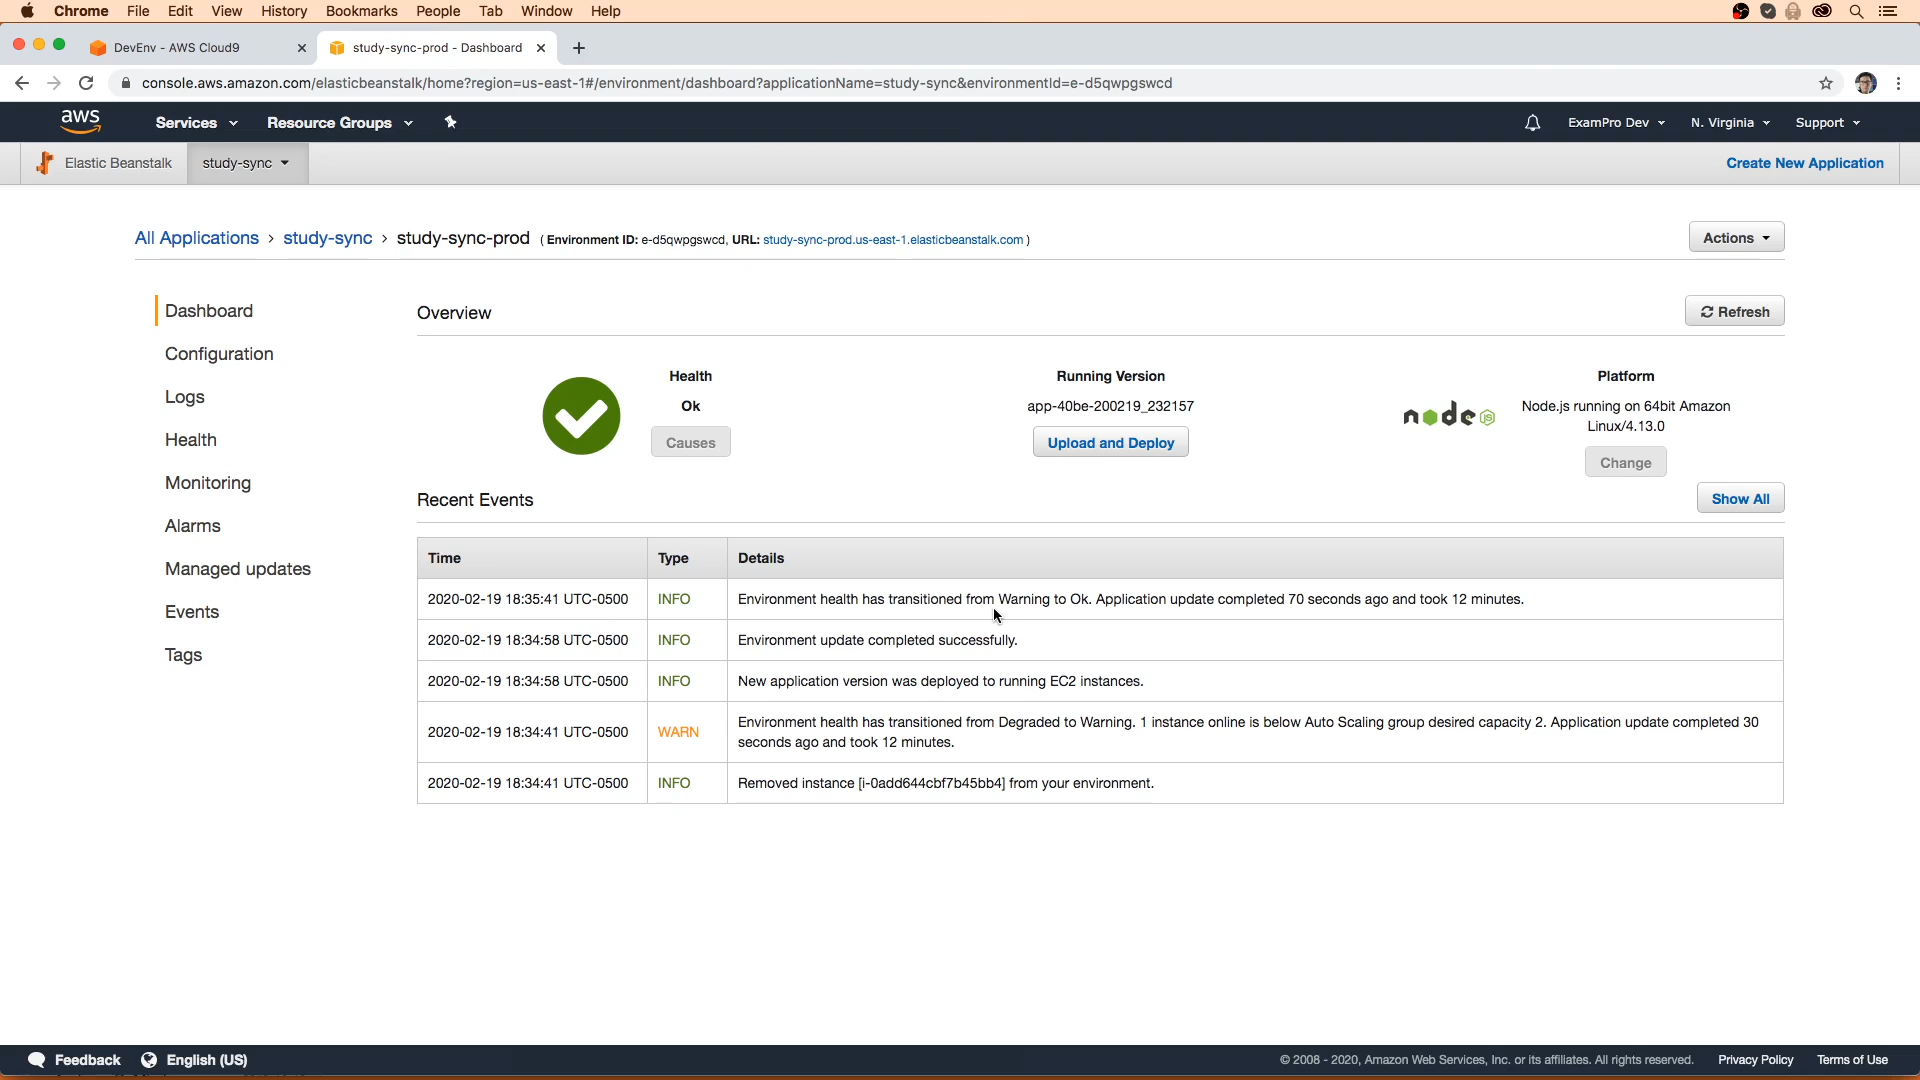 Chrome File Edit View History Bookmarks People Tab Window Help
DevEnv - AWS Cloud9
study-sync-prod - Dashboard
console.aws.amazon.com/elasticbeanstalk/home?region=us-east-1#/environment/dashboard?applicationName=study-sync&environmentId=e-d5qwpgswcd
aws Services Resource Groups ExamPro Dev N. Virginia Support
Elastic Beanstalk study-sync Create New Application
All Applications > study-sync > study-sync-prod ( Environment ID: e-d5qwpgswcd, URL: study-sync-prod.us-east-1.elasticbeanstalk.com ) Actions
Dashboard
Configuration
Logs
Health
Monitoring
Alarms
Managed updates
Events
Tags
Overview Refresh
Health
Ok
Causes
Running Version
app-40be-200219_232157
Upload and Deploy
node JS
Platform
Node.js running on 64bit Amazon
Linux/4.13.0
Change
Recent Events Show All
Time Type Details
2020-02-19 18:35:41 UTC-0500 INFO Environment health has transitioned from Warning to Ok. Application update completed 70 seconds ago and took 12 minutes.
2020-02-19 18:34:58 UTC-0500 INFO Environment update completed successfully.
2020-02-19 18:34:58 UTC-0500 INFO New application version was deployed to running EC2 instances.
2020-02-19 18:34:41 UTC-0500 WARN Environment health has transitioned from Degraded to Warning. 1 instance online is below Auto Scaling group desired capacity 2. Application update completed 30
seconds ago and took 12 minutes.
2020-02-19 18:34:41 UTC-0500 INFO Removed instance [i-0add644cbf7b45bb4] from your environment.
Feedback English (US) © 2008 - 2020, Amazon Web Services, Inc. or its affiliates. All rights reserved. Privacy Policy Terms of Use